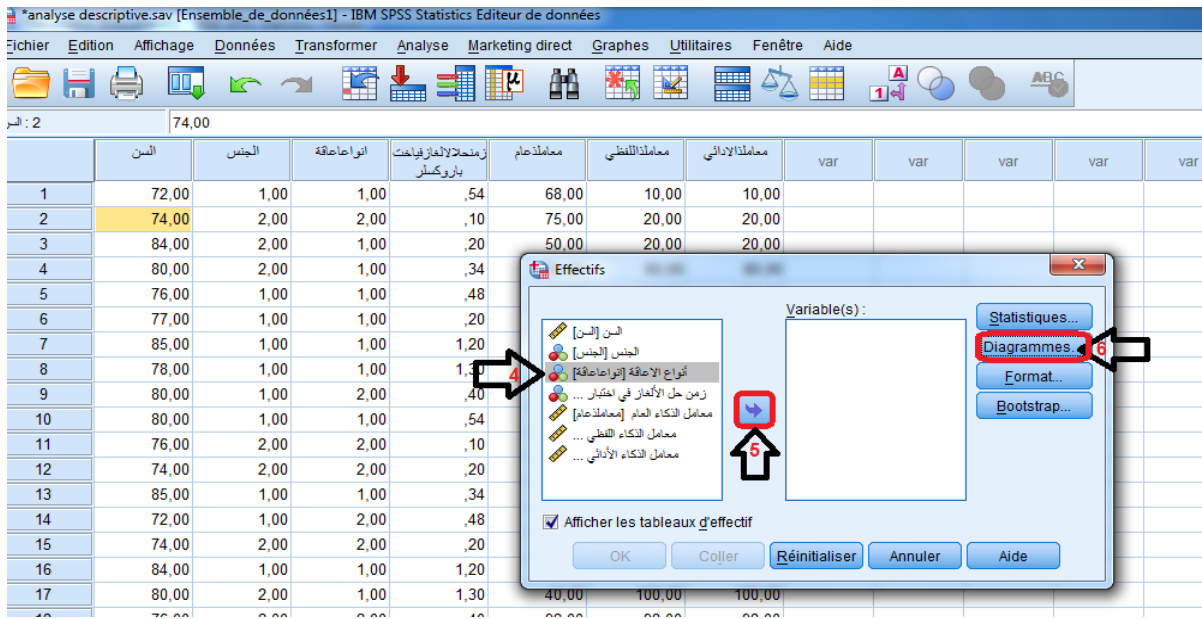 *analyse descriptive.sav [Ensemble_de_données1] - IBM SPSS Statistics Editeur de données
Fichier Edition Affichage Données Transformer Analyse Marketing direct Graphes Utilitaires Fenêtre Aide
2 : السن 74,00
السن الجنس انواعاعاقة زمنحلالالغازفياختباروكسلر معاملذعام معاملذاللفظي معاملذالادائي var var var var var
1 72,00 1,00 1,00 ,54 68,00 10,00 10,00
2 74,00 2,00 2,00 ,10 75,00 20,00 20,00
3 84,00 2,00 1,00 ,20 50,00 20,00 20,00
4 80,00 2,00 1,00 ,34
5 76,00 1,00 1,00 ,48
6 77,00 1,00 1,00 ,20
7 85,00 1,00 1,00 1,20
8 78,00 1,00 1,00 1,30
9 80,00 1,00 2,00 ,40
10 80,00 1,00 1,00 ,54
11 76,00 2,00 2,00 ,10
12 74,00 2,00 2,00 ,20
13 85,00 1,00 1,00 ,34
14 72,00 1,00 2,00 ,48
15 74,00 2,00 2,00 ,20
16 84,00 1,00 1,00 1,20
17 80,00 2,00 1,00 1,30 40,00 100,00 100,00
Effectifs
Variable(s) :
السن [السن]
الجنس [الجنس]
أنواع الاعاقة [انواعاعاقة]
زمن حل الألغاز في اختبار ...
معامل الذكاء العام [معاملذعام]
معامل الذكاء اللفظي ...
معامل الذكاء الأدائي ...
4
5
Statistiques...
Diagrammes...
6
Format...
Bootstrap...
Afficher les tableaux d'effectif
OK Coller Réinitialiser Annuler Aide